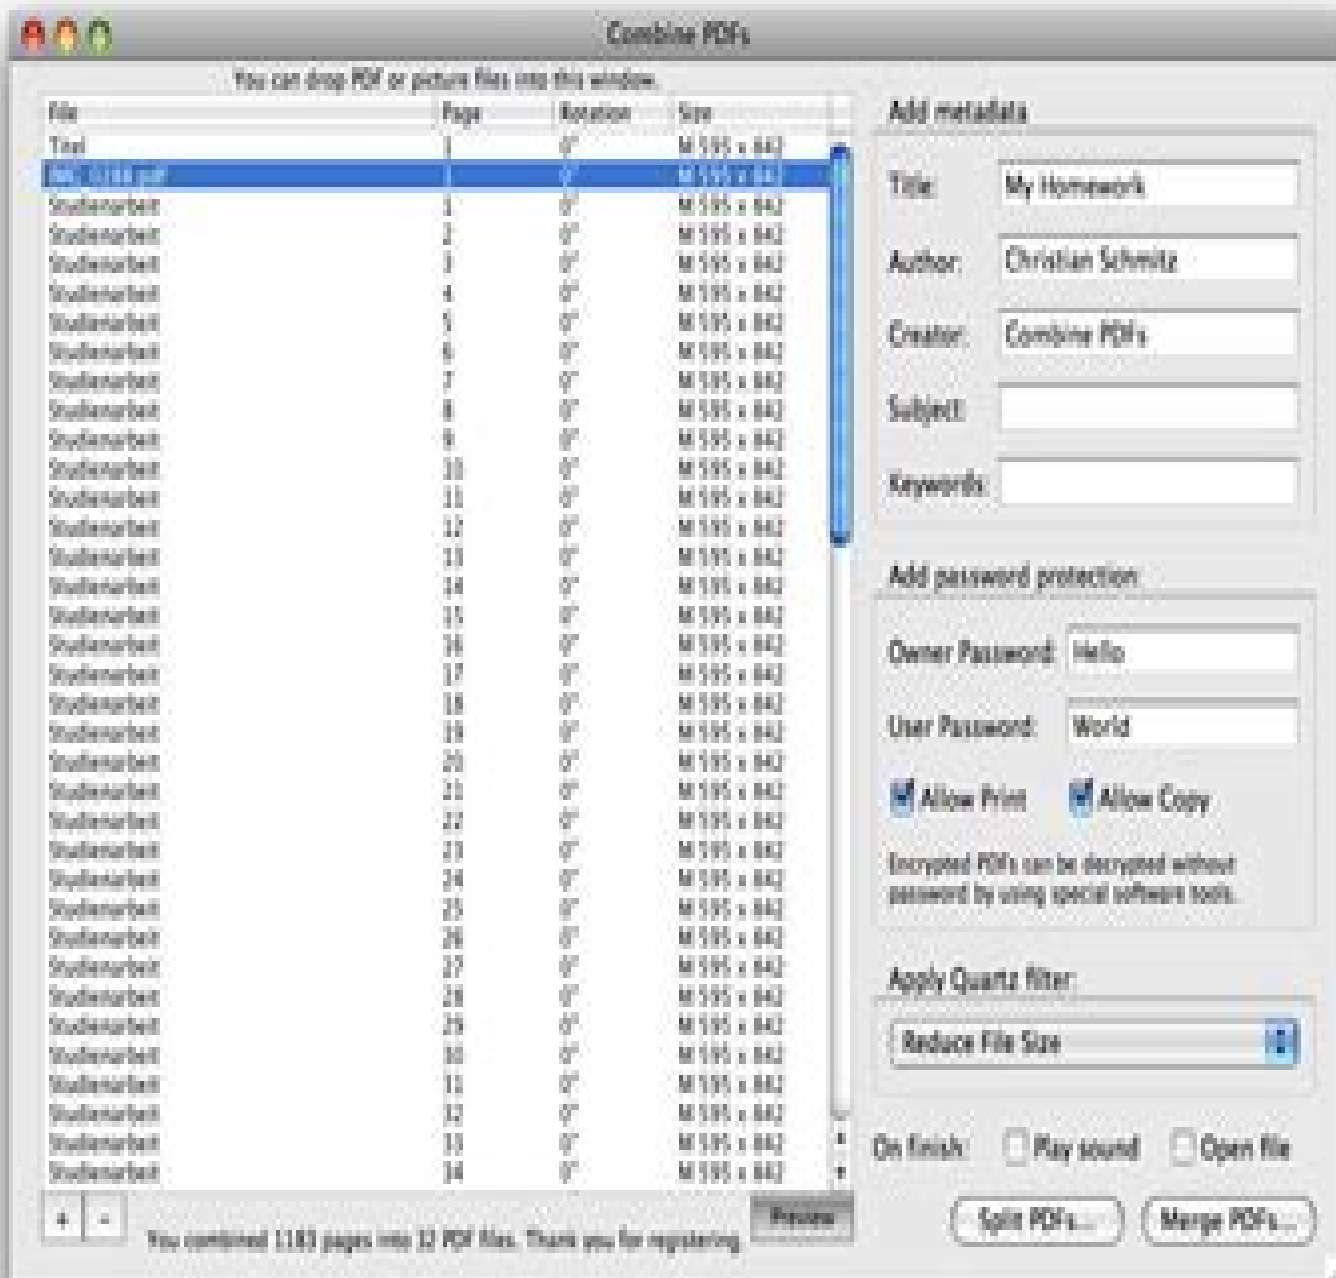 Combine PDFs
You can drop PDF or picture files into this window.
File Page Rotation Size
Titel 1 0° M 595 x 842
1 0° M 595 x 842
Studienarbeit 1 0° M 595 x 842
Studienarbeit 2 0° M 595 x 842
Studienarbeit 3 0° M 595 x 842
Studienarbeit 4 0° M 595 x 842
Studienarbeit 5 0° M 595 x 842
Studienarbeit 6 0° M 595 x 842
Studienarbeit 7 0° M 595 x 842
Studienarbeit 8 0° M 595 x 842
Studienarbeit 9 0° M 595 x 842
Studienarbeit 10 0° M 595 x 842
Studienarbeit 11 0° M 595 x 842
Studienarbeit 12 0° M 595 x 842
Studienarbeit 13 0° M 595 x 842
Studienarbeit 14 0° M 595 x 842
Studienarbeit 15 0° M 595 x 842
Studienarbeit 16 0° M 595 x 842
Studienarbeit 17 0° M 595 x 842
Studienarbeit 18 0° M 595 x 842
Studienarbeit 19 0° M 595 x 842
Studienarbeit 20 0° M 595 x 842
Studienarbeit 21 0° M 595 x 842
Studienarbeit 22 0° M 595 x 842
Studienarbeit 23 0° M 595 x 842
Studienarbeit 24 0° M 595 x 842
Studienarbeit 25 0° M 595 x 842
Studienarbeit 26 0° M 595 x 842
Studienarbeit 27 0° M 595 x 842
Studienarbeit 28 0° M 595 x 842
Studienarbeit 29 0° M 595 x 842
Studienarbeit 30 0° M 595 x 842
Studienarbeit 31 0° M 595 x 842
Studienarbeit 32 0° M 595 x 842
Studienarbeit 33 0° M 595 x 842
Studienarbeit 34 0° M 595 x 842
+ - Preview
You combined 1183 pages into 32 PDF files. Thank you for registering.
Add metadata
Title: My Homework
Author: Christian Schmitz
Creator: Combine PDFs
Subject:
Keywords:
Add password protection:
Owner Password: Hello
User Password: World
Allow Print Allow Copy
Encrypted PDFs can be decrypted without
password by using special software tools.
Apply Quartz filter:
Reduce File Size
On finish: Play sound Open file
Split PDFs... Merge PDFs...